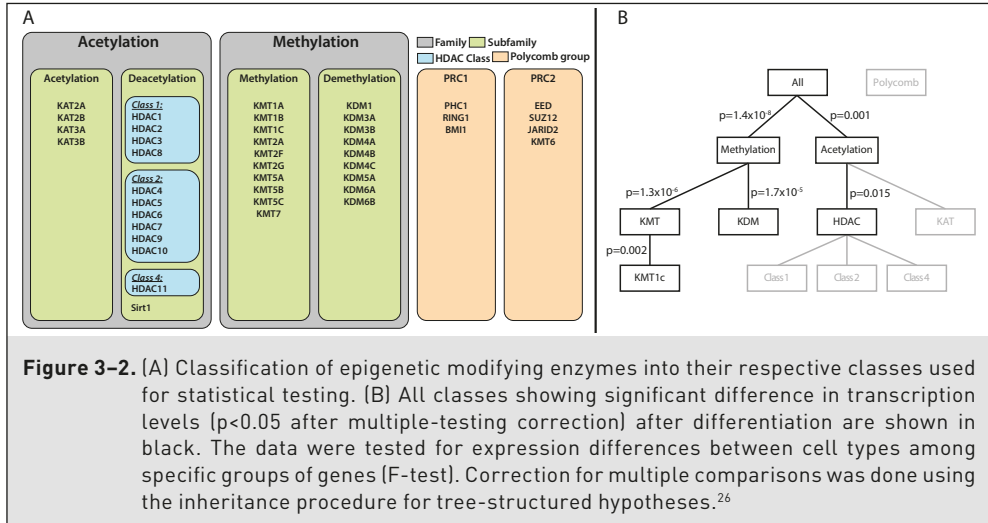 A
Acetylation
Acetylation
KAT2A
KAT2B
KAT3A
KAT3B
Deacetylation
Class 1:
HDAC1
HDAC2
HDAC3
HDAC8
Class 2:
HDAC4
HDAC5
HDAC6
HDAC7
HDAC9
HDAC10
Class 4:
HDAC11
Sirt1
Methylation
Methylation
KMT1A
KMT1B
KMT1C
KMT2A
KMT2F
KMT2G
KMT5A
KMT5B
KMT5C
KMT7
Demethylation
KDM1
KDM3A
KDM3B
KDM4A
KDM4B
KDM4C
KDM5A
KDM6A
KDM6B
Family Subfamily
HDAC Class Polycomb group
PRC1
PHC1
RING1
BMI1
PRC2
EED
SUZ12
JARID2
KMT6
B
All Polycomb
p=1.4x10⁻⁸ p=0.001
Methylation Acetylation
p=1.3x10⁻⁶ p=1.7x10⁻⁵ p=0.015
KMT KDM HDAC KAT
p=0.002
KMT1c Class1 Class2 Class4
Figure 3–2. (A) Classification of epigenetic modifying enzymes into their respective classes used
for statistical testing. (B) All classes showing significant difference in transcription
levels (p<0.05 after multiple-testing correction) after differentiation are shown in
black. The data were tested for expression differences between cell types among
specific groups of genes (F-test). Correction for multiple comparisons was done using
the inheritance procedure for tree-structured hypotheses.²⁶